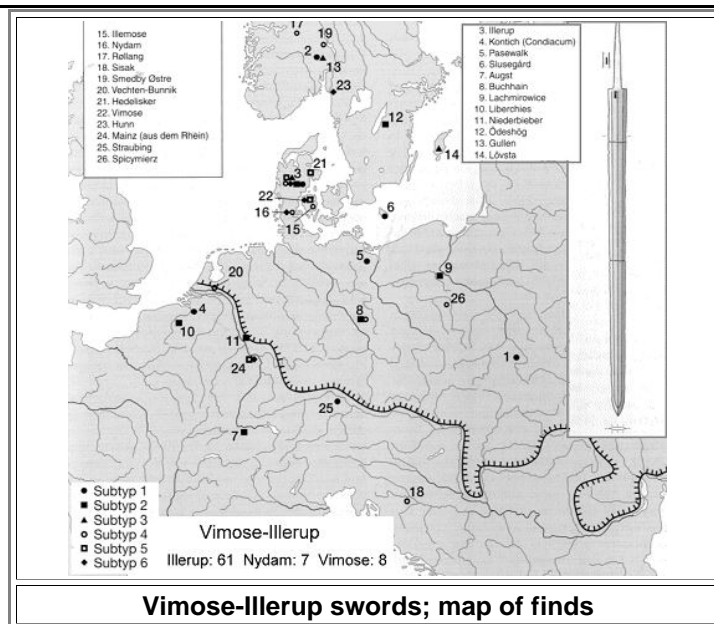 15. Illemose
16. Nydam
17. Røllang
18. Sisak
19. Smedby Østre
20. Vechten-Bunnik
21. Hedelisker
22. Vimose
23. Hunn
24. Mainz (aus dem Rhein)
25. Straubing
26. Spicymierz
3. Illerup
4. Kontich (Condiacum)
5. Pasewalk
6. Slusegård
7. Augst
8. Buchhain
9. Lachmirowice
10. Liberchies
11. Niederbieber
12. Ödeshög
13. Gullen
14. Lövsta
17
19
2
13
23
12
14
3
21
22
16
15
6
5
9
20
26
8
4
10
11
24
1
25
7
18
Subtyp 1
Subtyp 2
Subtyp 3
Subtyp 4
Subtyp 5
Subtyp 6
Vimose-Illerup
Illerup: 61 Nydam: 7 Vimose: 8
Vimose-Illerup swords; map of finds